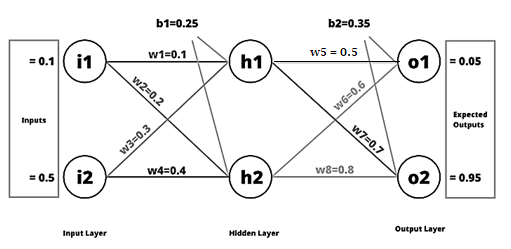 b1=0.25
b2=0.35
= 0.1
i1
w1=0.1
h1
w5 = 0.5
o1
= 0.05
w2=0.2
w6=0.6
Inputs
Expected
Outputs
w3=0.3
w7=0.7
= 0.5
i2
w4=0.4
h2
w8=0.8
o2
= 0.95
Input Layer
Hidden Layer
Output Layer